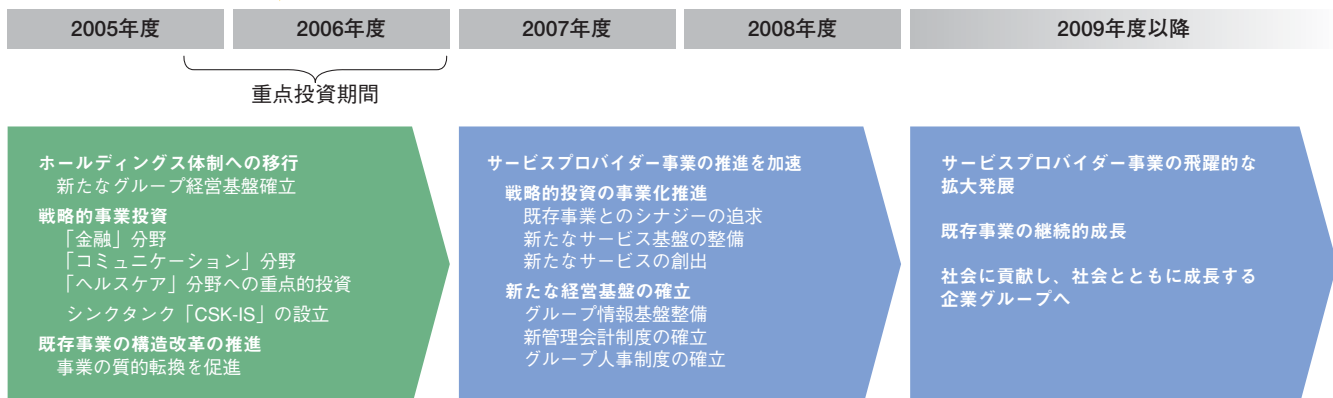 2005年度
2006年度
2007年度
2008年度
2009年度以降
重点投資期間
ホールディングス体制への移行
新たなグループ経営基盤確立
戦略的事業投資
「金融」分野
「コミュニケーション」分野
「ヘルスケア」分野への重点的投資
シンクタンク「CSK-IS」の設立
既存事業の構造改革の推進
事業の質的転換を促進
サービスプロバイダー事業の推進を加速
戦略的投資の事業化推進
既存事業とのシナジーの追求
新たなサービス基盤の整備
新たなサービスの創出
新たな経営基盤の確立
グループ情報基盤整備
新管理会計制度の確立
グループ人事制度の確立
サービスプロバイダー事業の飛躍的な
拡大発展
既存事業の継続的成長
社会に貢献し、社会とともに成長する
企業グループへ